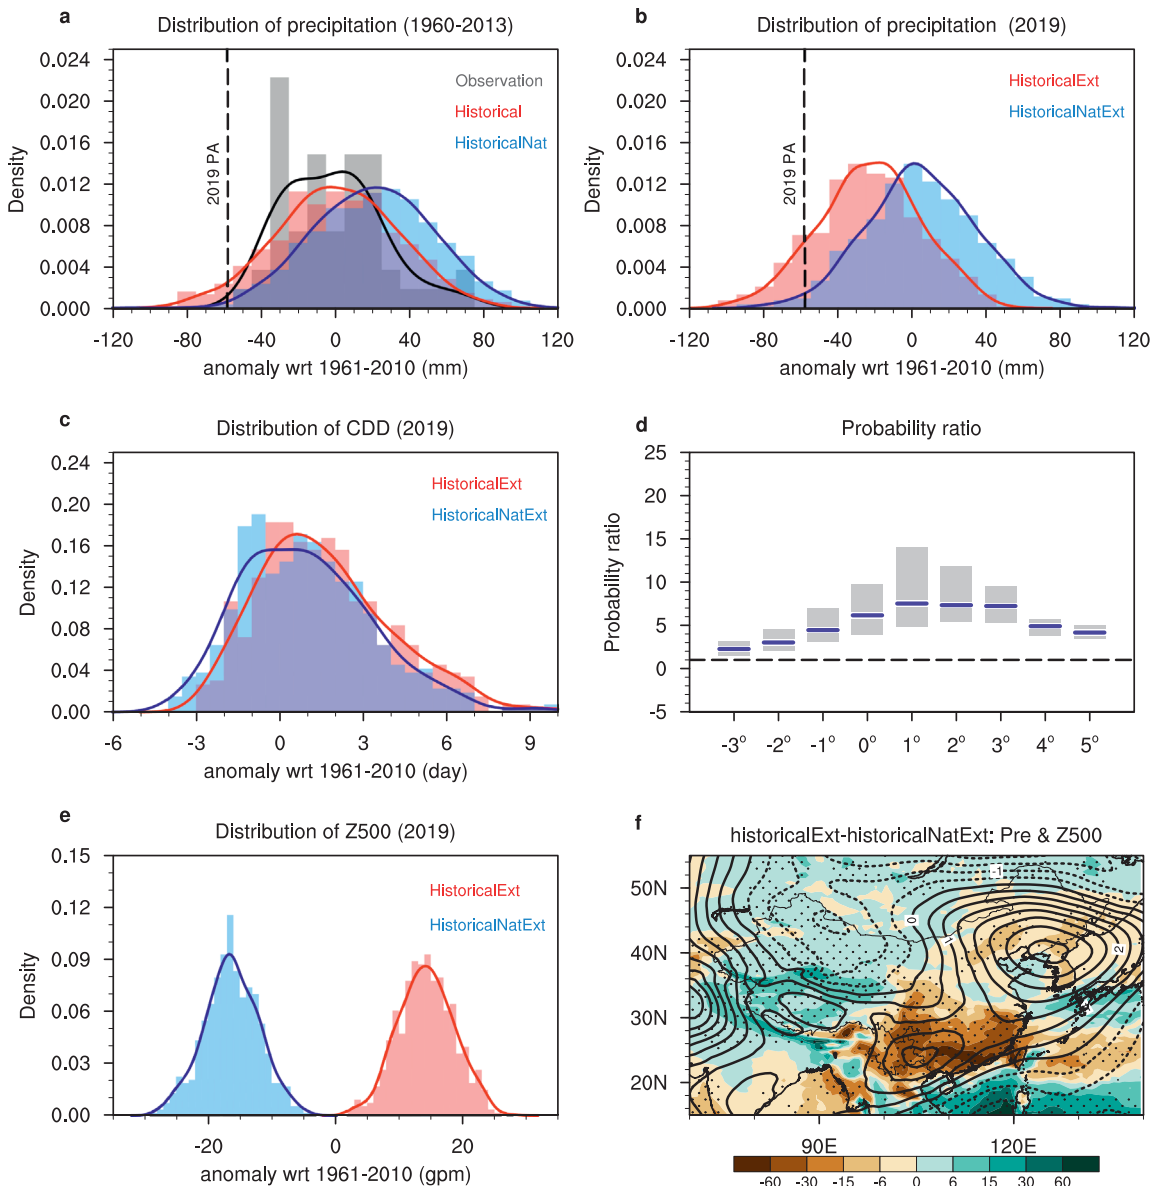 a
Distribution of precipitation (1960-2013)
0.024
0.020
0.016
0.012
0.008
0.004
0.000
Density
Observation
Historical
HistoricalNat
2019 PA
-120 -80 -40 0 40 80 120
anomaly wrt 1961-2010 (mm)
b
Distribution of precipitation (2019)
0.024
0.020
0.016
0.012
0.008
0.004
0.000
Density
HistoricalExt
HistoricalNatExt
2019 PA
-120 -80 -40 0 40 80 120
anomaly wrt 1961-2010 (mm)
c
Distribution of CDD (2019)
0.24
0.20
0.16
0.12
0.08
0.04
0.00
Density
HistoricalExt
HistoricalNatExt
-6 -3 0 3 6 9
anomaly wrt 1961-2010 (day)
d
Probability ratio
25
20
15
10
5
0
-5
Probability ratio
-3° -2° -1° 0° 1° 2° 3° 4° 5°
e
Distribution of Z500 (2019)
0.15
0.12
0.09
0.06
0.03
0.00
Density
HistoricalExt
HistoricalNatExt
-20 0 20
anomaly wrt 1961-2010 (gpm)
f
historicalExt-historicalNatExt: Pre & Z500
50N
40N
30N
20N
-1
0
1
2
90E 120E
-60 -30 -15 -6 0 6 15 30 60